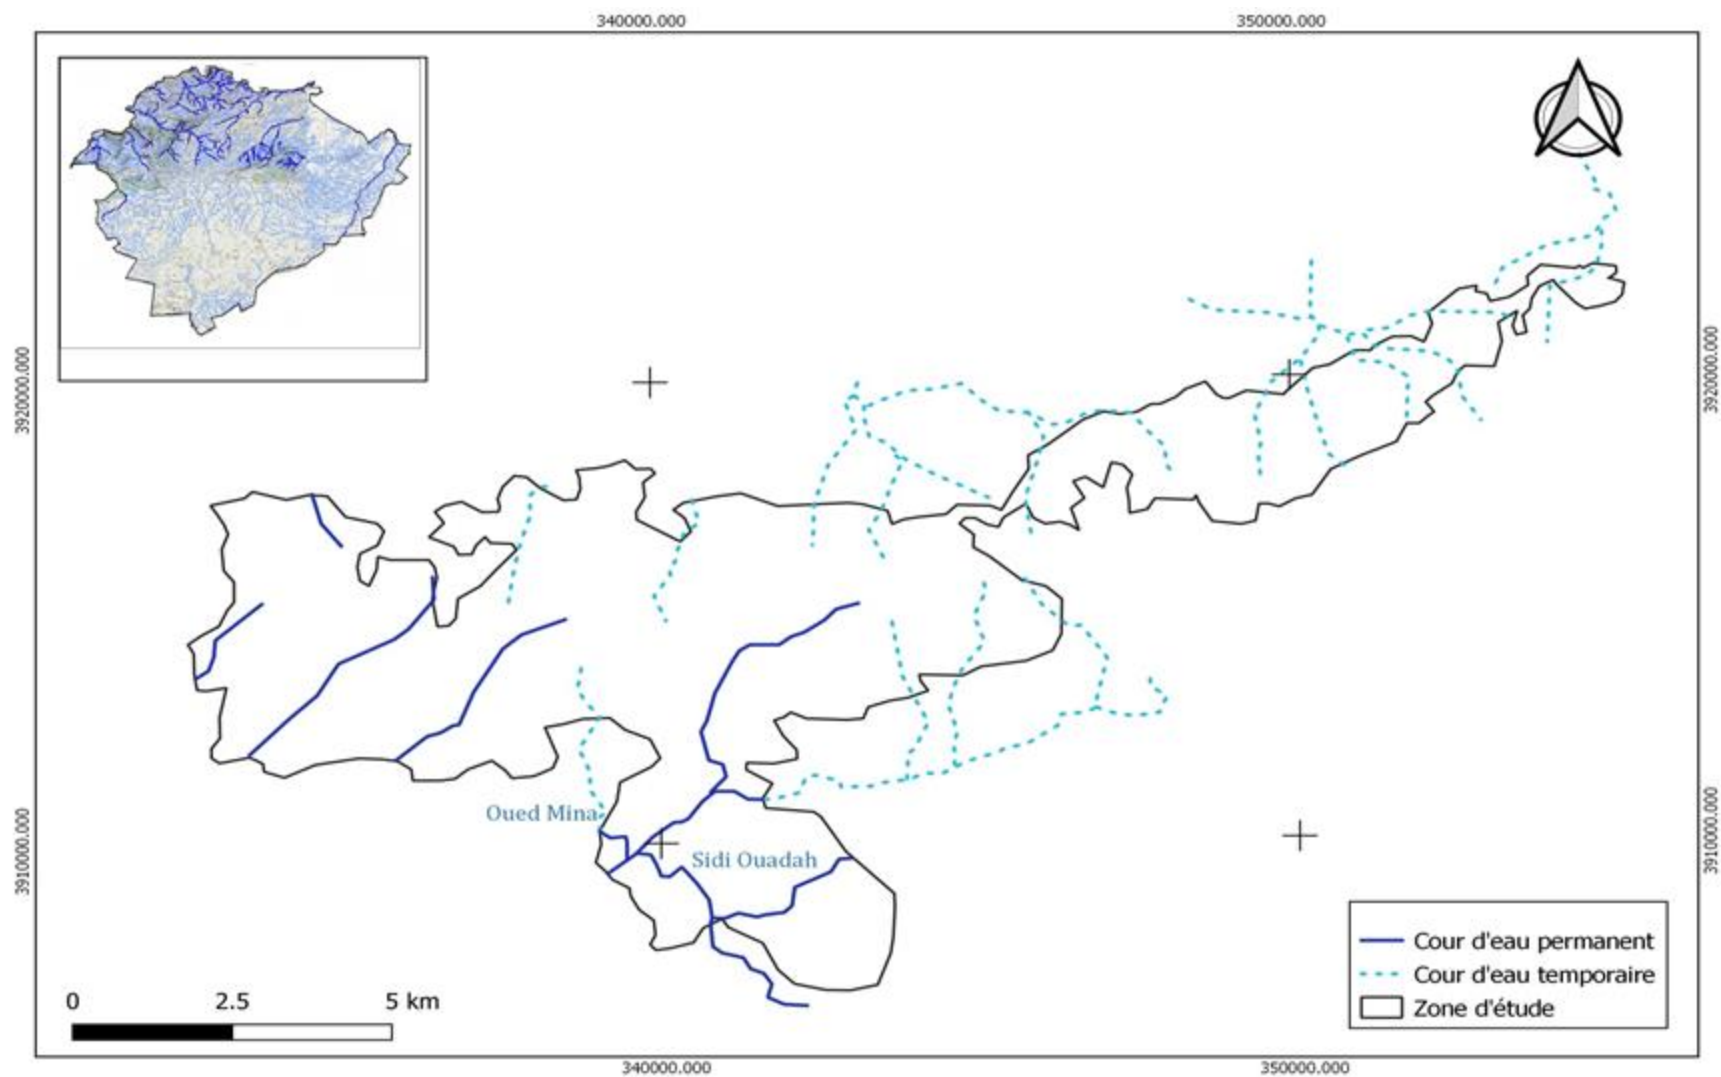 340000.000
350000.000
3920000.000
3920000.000
Oued Mina
Sidi Ouadah
3910000.000
3910000.000
Cour d'eau permanent
Cour d'eau temporaire
Zone d'étude
0 2.5 5 km
340000.000
350000.000